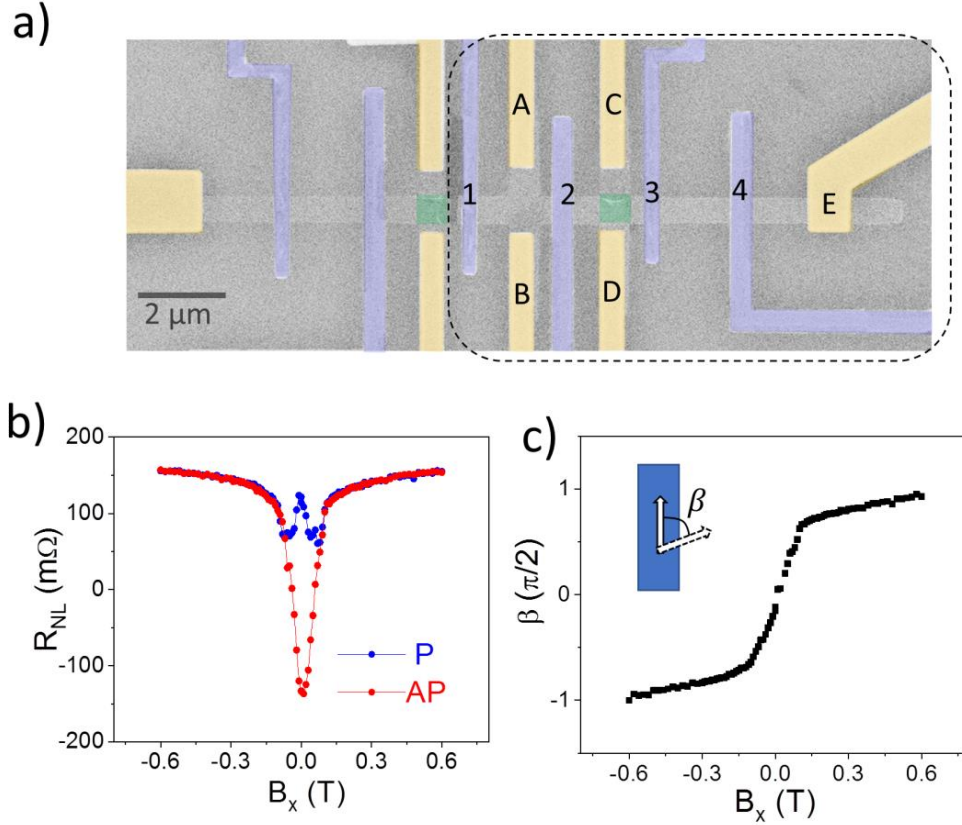 a)
A
C
1
2
3
4
E
B
D
2 μm
b)
200
100
0
-100
-200
R_NL (mΩ)
P
AP
-0.6
-0.3
0.0
0.3
0.6
B_x (T)
c)
β
1
0
-1
β (π/2)
-0.6
-0.3
0.0
0.3
0.6
B_x (T)